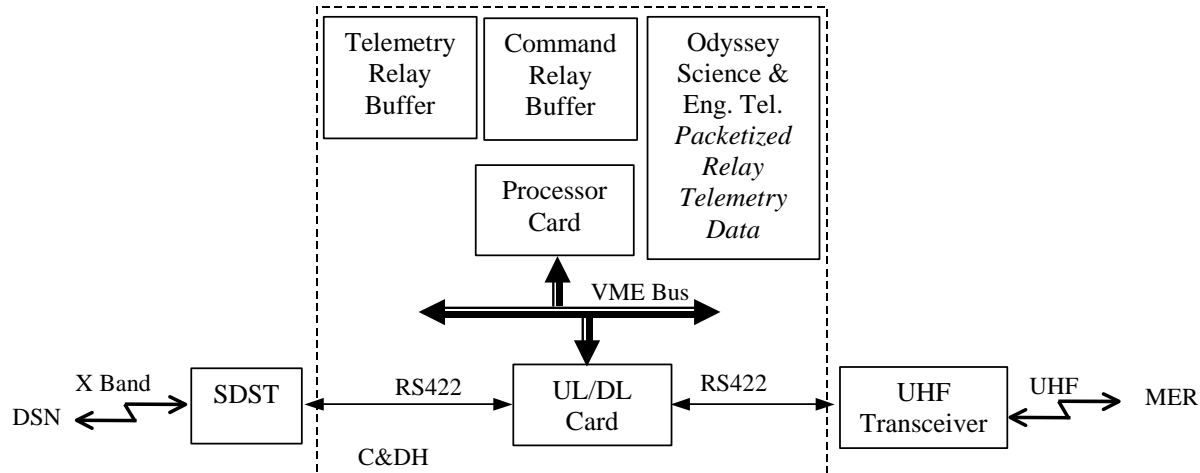 Telemetry
Relay
Buffer
Command
Relay
Buffer
Odyssey
Science &
Eng. Tel.
Packetized
Relay
Telemetry
Data
Processor
Card
VME Bus
X Band
DSN
SDST
RS422
UL/DL
Card
RS422
UHF
Transceiver
UHF
MER
C&DH